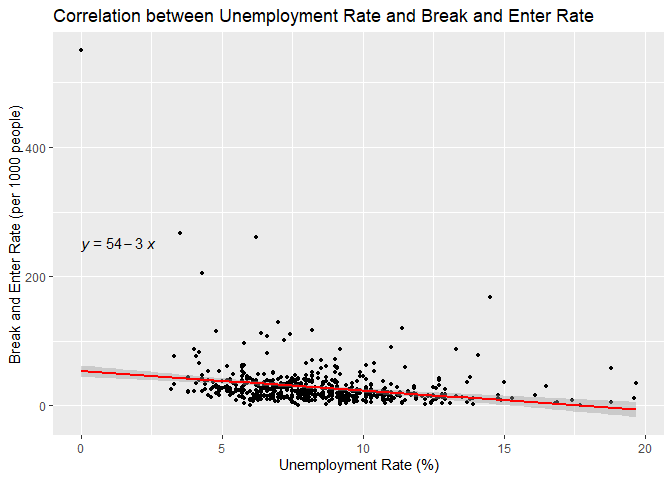 Correlation between Unemployment Rate and Break and Enter Rate
Break and Enter Rate (per 1000 people)
400
200
0
y = 54 − 3 x
0 5 10 15 20
Unemployment Rate (%)